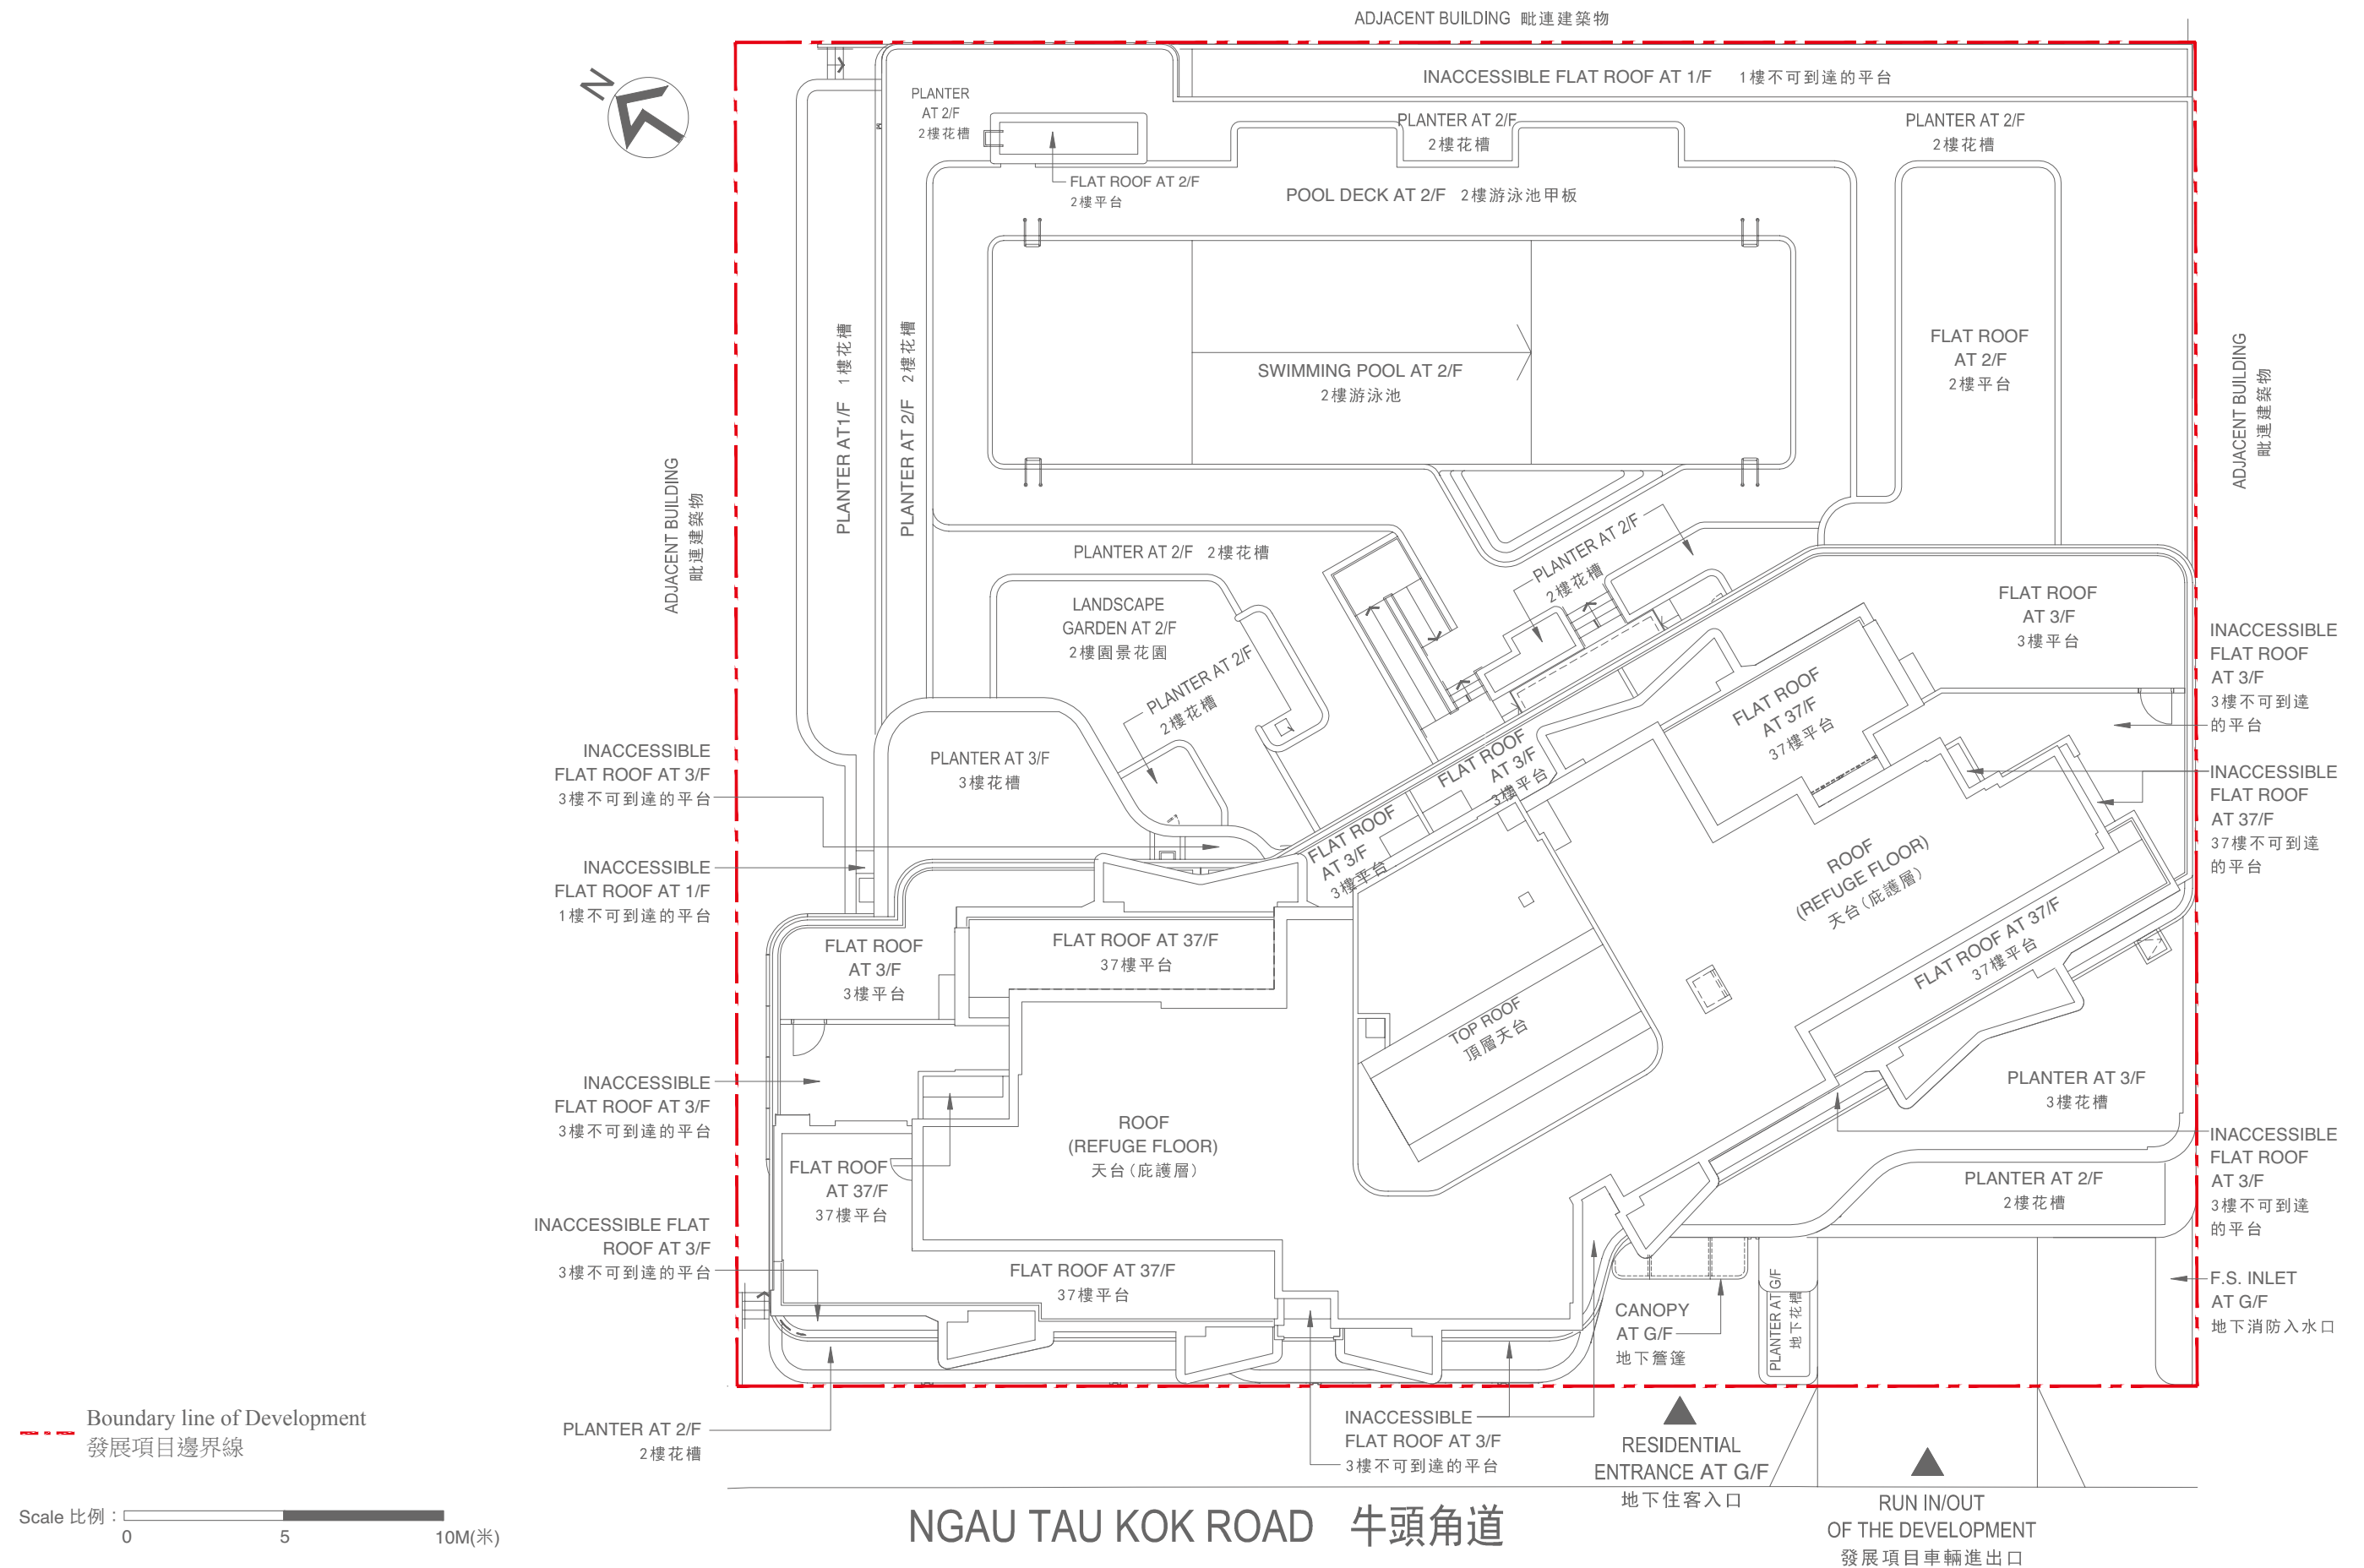 ADJACENT BUILDING 毗連建築物
N
INACCESSIBLE FLAT ROOF AT 1/F 1樓不可到達的平台
PLANTER
AT 2/F
2樓花槽
PLANTER AT 2/F
2樓花槽
PLANTER AT 2/F
2樓花槽
FLAT ROOF AT 2/F
2樓平台
POOL DECK AT 2/F 2樓游泳池甲板
PLANTER AT1/F 1樓花槽
PLANTER AT 2/F 2樓花槽
SWIMMING POOL AT 2/F
2樓游泳池
FLAT ROOF
AT 2/F
2樓平台
ADJACENT BUILDING
毗連建築物
ADJACENT BUILDING
毗連建築物
PLANTER AT 2/F 2樓花槽
PLANTER AT 2/F
2樓花槽
LANDSCAPE
GARDEN AT 2/F
2樓園景花園
PLANTER AT 2/F
2樓花槽
FLAT ROOF
AT 3/F
3樓平台
INACCESSIBLE
FLAT ROOF
AT 3/F
3樓不可到達
的平台
FLAT ROOF
AT 37/F
37樓平台
INACCESSIBLE
FLAT ROOF AT 3/F
3樓不可到達的平台
PLANTER AT 3/F
3樓花槽
FLAT ROOF
AT 3/F
3樓平台
FLAT ROOF
AT 3/F
3樓平台
INACCESSIBLE
FLAT ROOF
AT 37/F
37樓不可到達
的平台
ROOF
(REFUGE FLOOR)
天台(庇護層)
INACCESSIBLE
FLAT ROOF AT 1/F
1樓不可到達的平台
FLAT ROOF
AT 3/F
3樓平台
FLAT ROOF AT 37/F
37樓平台
FLAT ROOF AT 37/F
37樓平台
TOP ROOF
頂層天台
INACCESSIBLE
FLAT ROOF AT 3/F
3樓不可到達的平台
PLANTER AT 3/F
3樓花槽
ROOF
(REFUGE FLOOR)
天台(庇護層)
INACCESSIBLE
FLAT ROOF
AT 3/F
3樓不可到達
的平台
FLAT ROOF
AT 37/F
37樓平台
PLANTER AT 2/F
2樓花槽
INACCESSIBLE FLAT
ROOF AT 3/F
3樓不可到達的平台
FLAT ROOF AT 37/F
37樓平台
F.S. INLET
AT G/F
地下消防入水口
CANOPY
AT G/F
地下簷篷
PLANTER AT G/F
地下花槽
Boundary line of Development
發展項目邊界線
PLANTER AT 2/F
2樓花槽
INACCESSIBLE
FLAT ROOF AT 3/F
3樓不可到達的平台
RESIDENTIAL
ENTRANCE AT G/F
地下住客入口
Scale 比例 :
0 5 10M(米)
NGAU TAU KOK ROAD 牛頭角道
RUN IN/OUT
OF THE DEVELOPMENT
發展項目車輛進出口